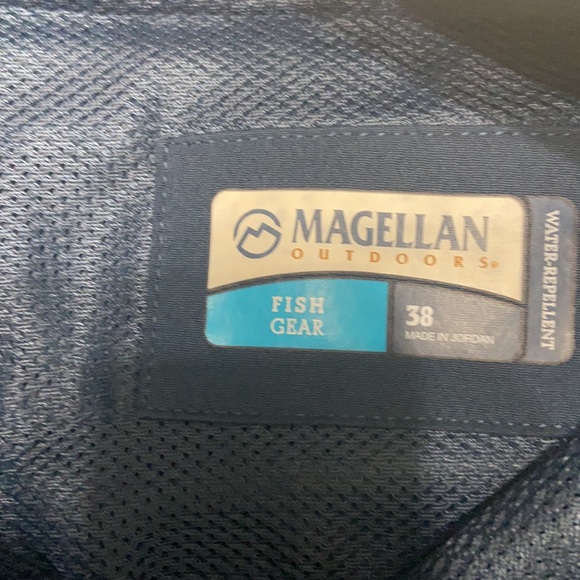 MAGELLAN
OUTDOORS®
FISH
GEAR
38
MADE IN JORDAN
WATER-REPELLENT